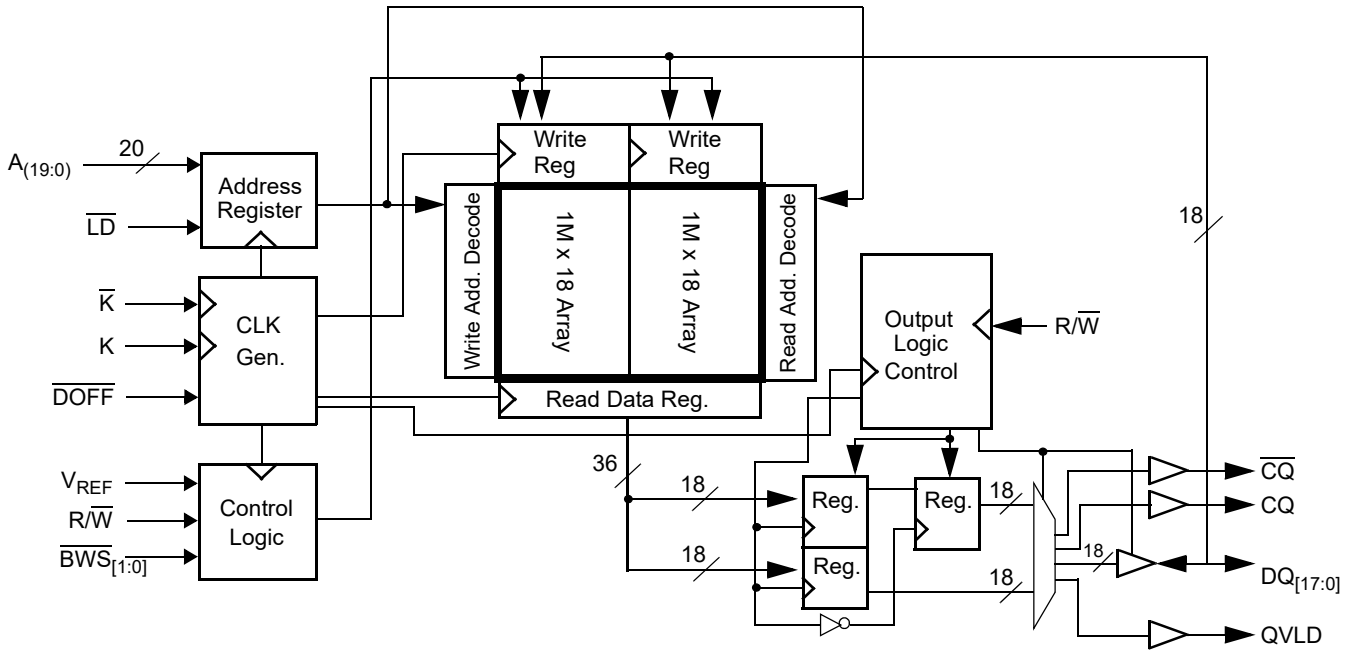 A(19:0)
20
LD
K
K
DOFF
VREF
R/W
BWS[1:0]
Address
Register
CLK
Gen.
Control
Logic
Write
Reg
Write
Reg
Write Add. Decode
1M x 18 Array
1M x 18 Array
Read Add. Decode
Read Data Reg.
36
18
18
Output
Logic
Control
R/W
18
Reg.
Reg.
Reg.
18
18
18
CQ
CQ
DQ[17:0]
QVLD